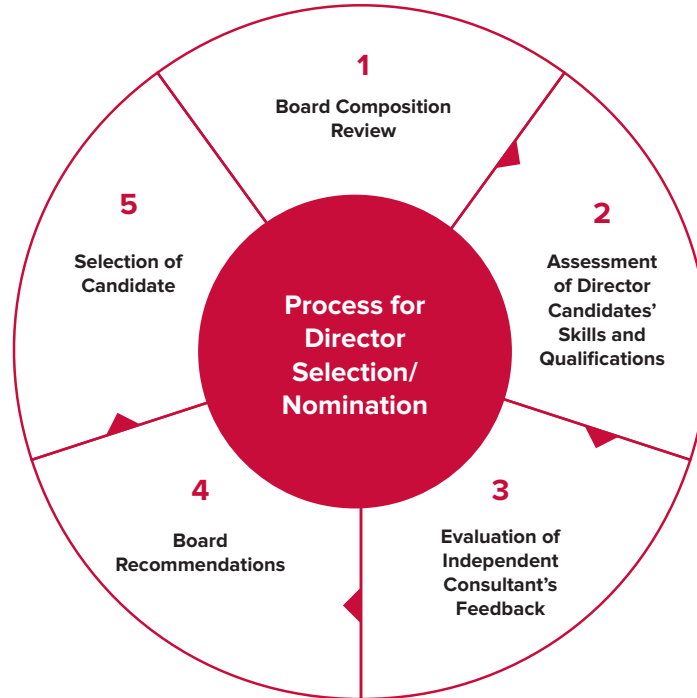 1
Board Composition
Review
2
Assessment
of Director
Candidates’
Skills and
Qualifications
3
Evaluation of
Independent
Consultant’s
Feedback
4
Board
Recommendations
5
Selection of
Candidate
Process for
Director
Selection/
Nomination